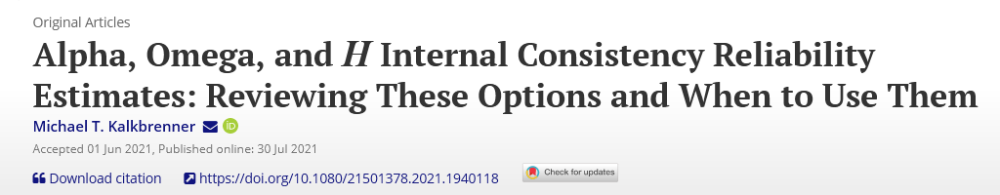 Original Articles
Alpha, Omega, and H Internal Consistency Reliability
Estimates: Reviewing These Options and When to Use Them
Michael T. Kalkbrenner iD
Accepted 01 Jun 2021, Published online: 30 Jul 2021
Download citation https://doi.org/10.1080/21501378.2021.1940118 Check for updates